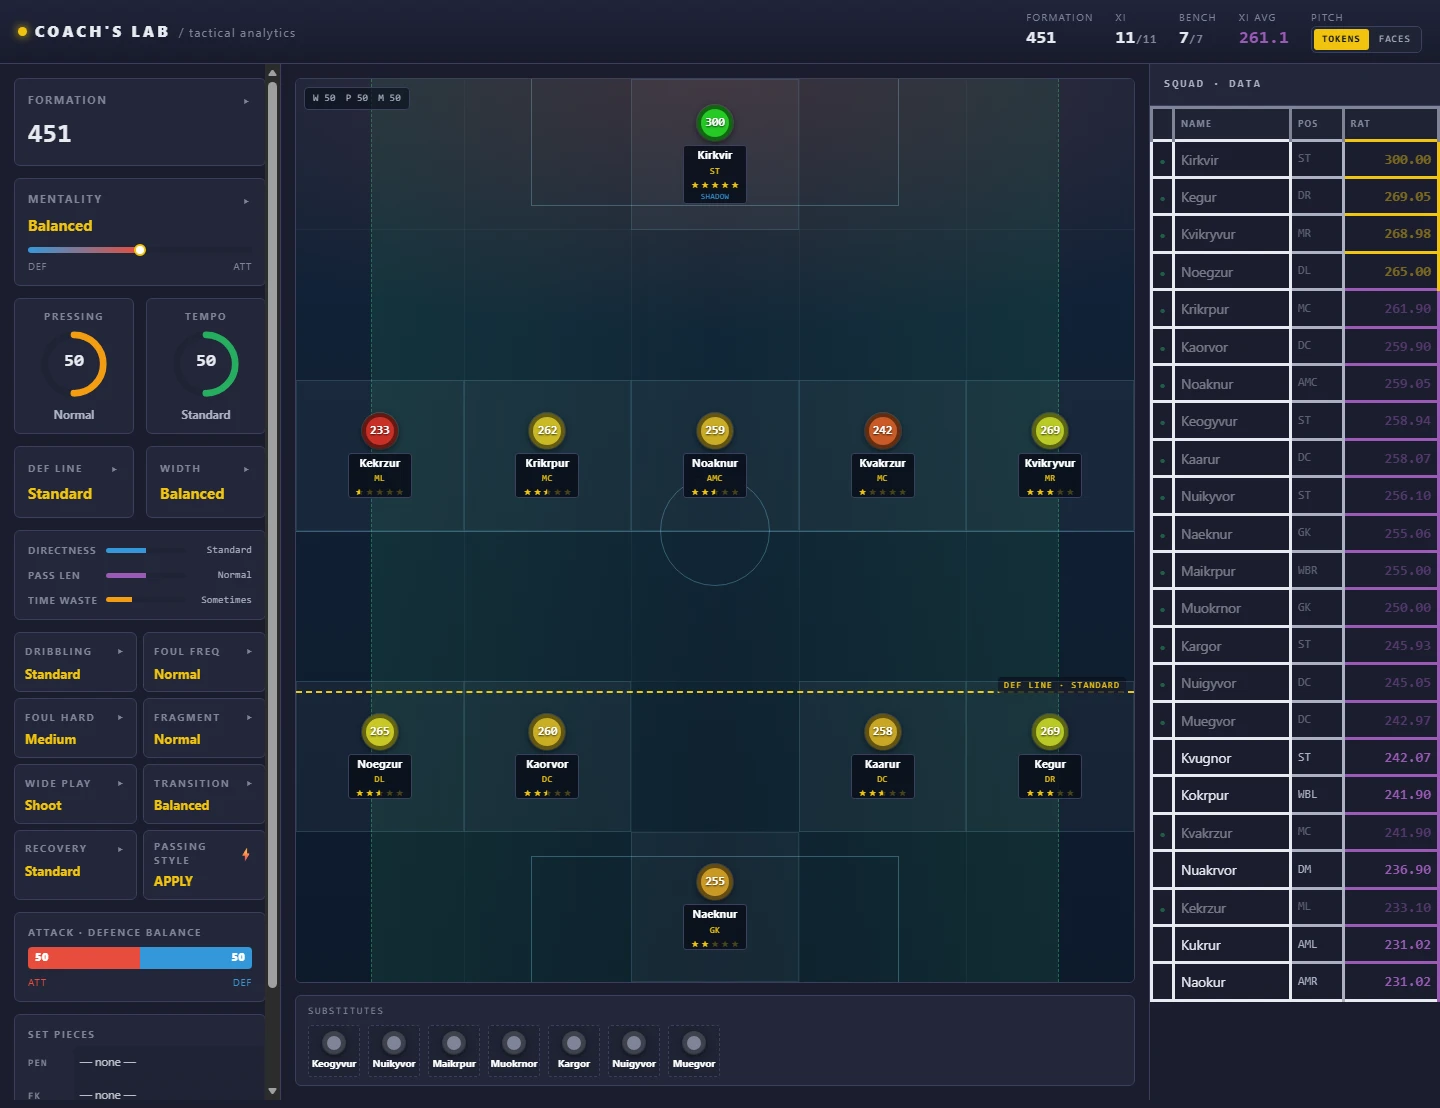 COACH'S LAB / tactical analytics
FORMATION
451
XI
11/11
BENCH
7/7
XI AVG
261.1
PITCH
TOKENS FACES
FORMATION
451
MENTALITY
Balanced
DEF ATT
PRESSING
50
Normal
TEMPO
50
Standard
DEF LINE
Standard
WIDTH
Balanced
DIRECTNESS Standard
PASS LEN Normal
TIME WASTE Sometimes
DRIBBLING
Standard
FOUL FREQ
Normal
FOUL HARD
Medium
FRAGMENT
Normal
WIDE PLAY
Shoot
TRANSITION
Balanced
RECOVERY
Standard
PASSING
STYLE
APPLY
ATTACK · DEFENCE BALANCE
50 50
ATT DEF
SET PIECES
PEN — none —
FK — none —
W 50 P 50 M 50
300
Kirkvir
ST
SHADOW
233
Kekrzur
ML
262
Krikrpur
MC
259
Noaknur
AMC
242
Kvakrzur
MC
269
Kvikryvur
MR
DEF LINE · STANDARD
265
Noegzur
DL
260
Kaorvor
DC
258
Kaarur
DC
269
Kegur
DR
255
Naeknur
GK
SUBSTITUTES
Keogyvur Nuikyvor Maikrpur Muokrnor Kargor Nuigyvor Muegvor
SQUAD · DATA
NAME POS RAT
Kirkvir ST 300.00
Kegur DR 269.05
Kvikryvur MR 268.98
Noegzur DL 265.00
Krikrpur MC 261.90
Kaorvor DC 259.90
Noaknur AMC 259.05
Keogyvur ST 258.94
Kaarur DC 258.07
Nuikyvor ST 256.10
Naeknur GK 255.06
Maikrpur WBR 255.00
Muokrnor GK 250.00
Kargor ST 245.93
Nuigyvor DC 245.05
Muegvor DC 242.97
Kvugnor ST 242.07
Kokrpur WBL 241.90
Kvakrzur MC 241.90
Nuakrvor DM 236.90
Kekrzur ML 233.10
Kukrur AML 231.02
Naokur AMR 231.02